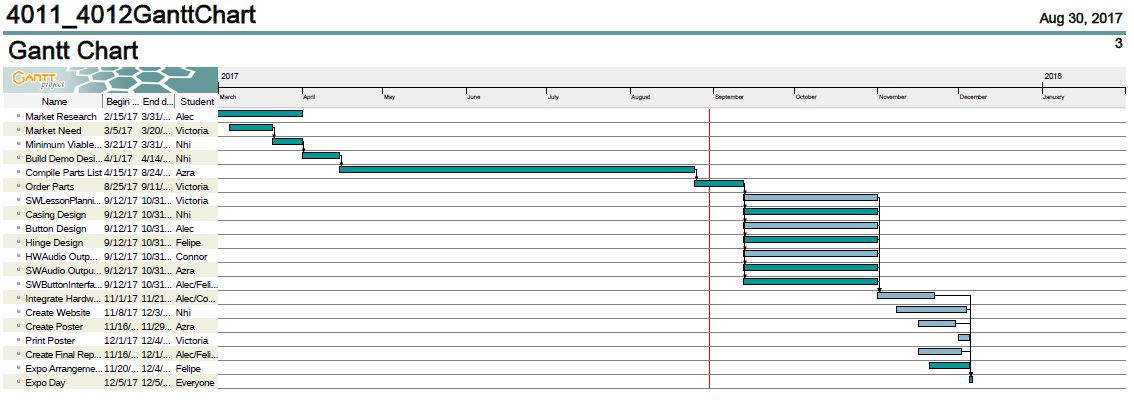 4011_4012GanttChart
Aug 30, 2017
Gantt Chart
3
GANTT project
2017
2018
March April May June July August September October November December January
Name Begin ... End d... Student
Market Research 2/15/17 3/31/... Alec
Market Need 3/5/17 3/20/... Victoria
Minimum Viable... 3/21/17 3/31/... Nhi
Build Demo Desi... 4/1/17 4/14/... Nhi
Compile Parts List 4/15/17 8/24/... Azra
Order Parts 8/25/17 9/11/... Victoria
SWLessonPlanni... 9/12/17 10/31... Victoria
Casing Design 9/12/17 10/31... Nhi
Button Design 9/12/17 10/31... Alec
Hinge Design 9/12/17 10/31... Felipe
HWAudio Outp... 9/12/17 10/31... Connor
SWAudio Outpu... 9/12/17 10/31... Azra
SWButtonInterfa... 9/12/17 10/31... Alec/Feli...
Integrate Hardw... 11/1/17 11/21... Alec/Co...
Create Website 11/8/17 12/3/... Nhi
Create Poster 11/16/... 11/29... Azra
Print Poster 12/1/17 12/4/... Victoria
Create Final Rep... 11/16/... 12/1/... Alec/Feli...
Expo Arrangeme... 11/20/... 12/4/... Felipe
Expo Day 12/5/17 12/5/... Everyone